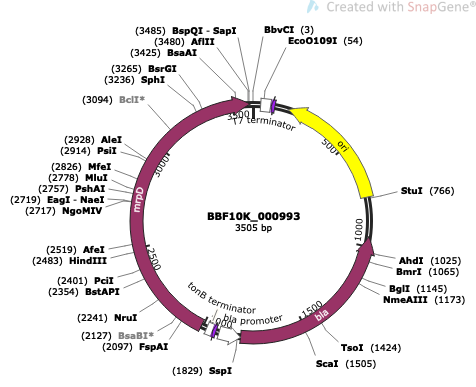 Created with SnapGene®
(3485) BspQI - SapI
(3480) AflII
(3425) BsaAI
(3265) BsrGI
(3236) SphI
(3094) BclI*
(2928) AleI
(2914) PsiI
(2826) MfeI
(2778) MluI
(2757) PshAI
(2719) EagI - NaeI
(2717) NgoMIV
(2519) AfeI
(2483) HindIII
(2401) PciI
(2354) BstAPI
(2241) NruI
(2127) BsaBI*
(2097) FspAI
(1829) SspI
BbvCI (3)
EcoO109I (54)
StuI (766)
AhdI (1025)
BmrI (1065)
BglI (1145)
NmeAIII (1173)
TsoI (1424)
ScaI (1505)
T7 terminator
ori
bla
bla promoter
tonB terminator
mrpD
500
1000
1500
2500
3000
3500
BBF10K_000993
3505 bp